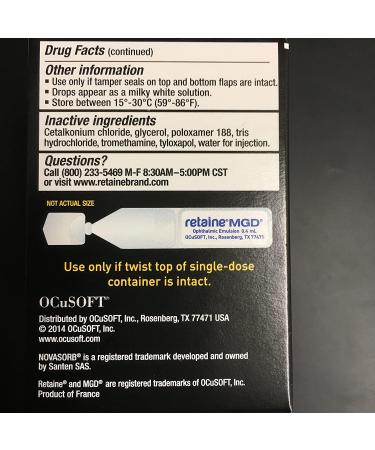 Drug Facts (continued)
Other information
▪ Use only if tamper seals on top and bottom flaps are intact.
▪ Drops appear as a milky white solution.
▪ Store between 15°-30°C (59°-86°F).
Inactive ingredients
Cetalkonium chloride, glycerol, poloxamer 188, tris
hydrochloride, tromethamine, tyloxapol, water for injection.
Questions?
Call (800) 233-5469 M-F 8:30AM–5:00PM CST
or visit www.retainebrand.com
NOT ACTUAL SIZE
retaine® MGD®
Ophthalmic Emulsion 0.4 mL
OCuSOFT, Inc., Rosenberg, TX 77471
Use only if twist top of single-dose
container is intact.
OCuSOFT®
Distributed by OCuSOFT, Inc., Rosenberg, TX 77471 USA
© 2014 OCuSOFT, Inc.
www.ocusoft.com
NOVASORB® is a registered trademark developed and owned
by Santen SAS.
Retaine® and MGD® are registered trademarks of OCuSOFT, Inc.
Product of France